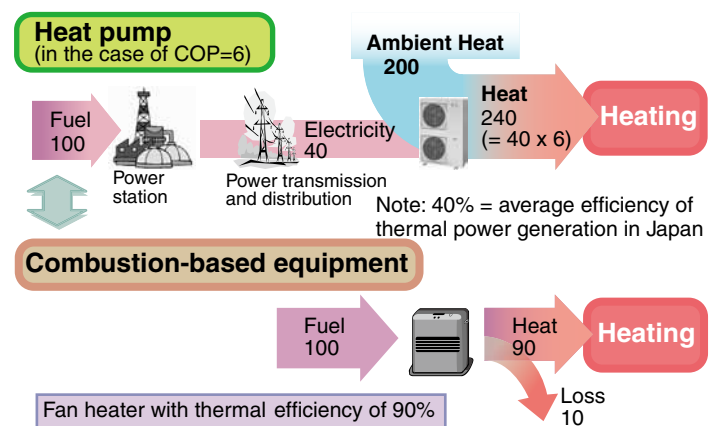 Heat pump
(in the case of COP=6)
Ambient Heat
200
Fuel
100
Power
station
Electricity
40
Power transmission
and distribution
Heat
240
(= 40 x 6)
Heating
Note: 40% = average efficiency of
thermal power generation in Japan
Combustion-based equipment
Fuel
100
Heat
90
Heating
Loss
10
Fan heater with thermal efficiency of 90%